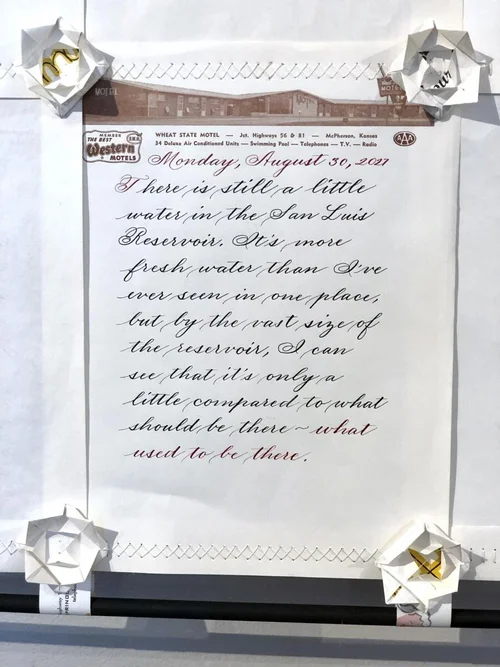 MOTEL
MOTEL
MEMBER
THE BEST
Western
MOTELS
WHEAT STATE MOTEL — Jct. Highways 56 & 81 — McPherson, Kansas
34 Deluxe Air Conditioned Units — Swimming Pool — Telephones — T.V. — Radio
AAA
Monday, August 30, 2021
There is still a little
water in the San Luis
Reservoir. It's more
fresh water than I've
ever seen in one place,
but by the vast size of
the reservoir, I can
see that it's only a
little compared to what
should be there ~ what
used to be there.